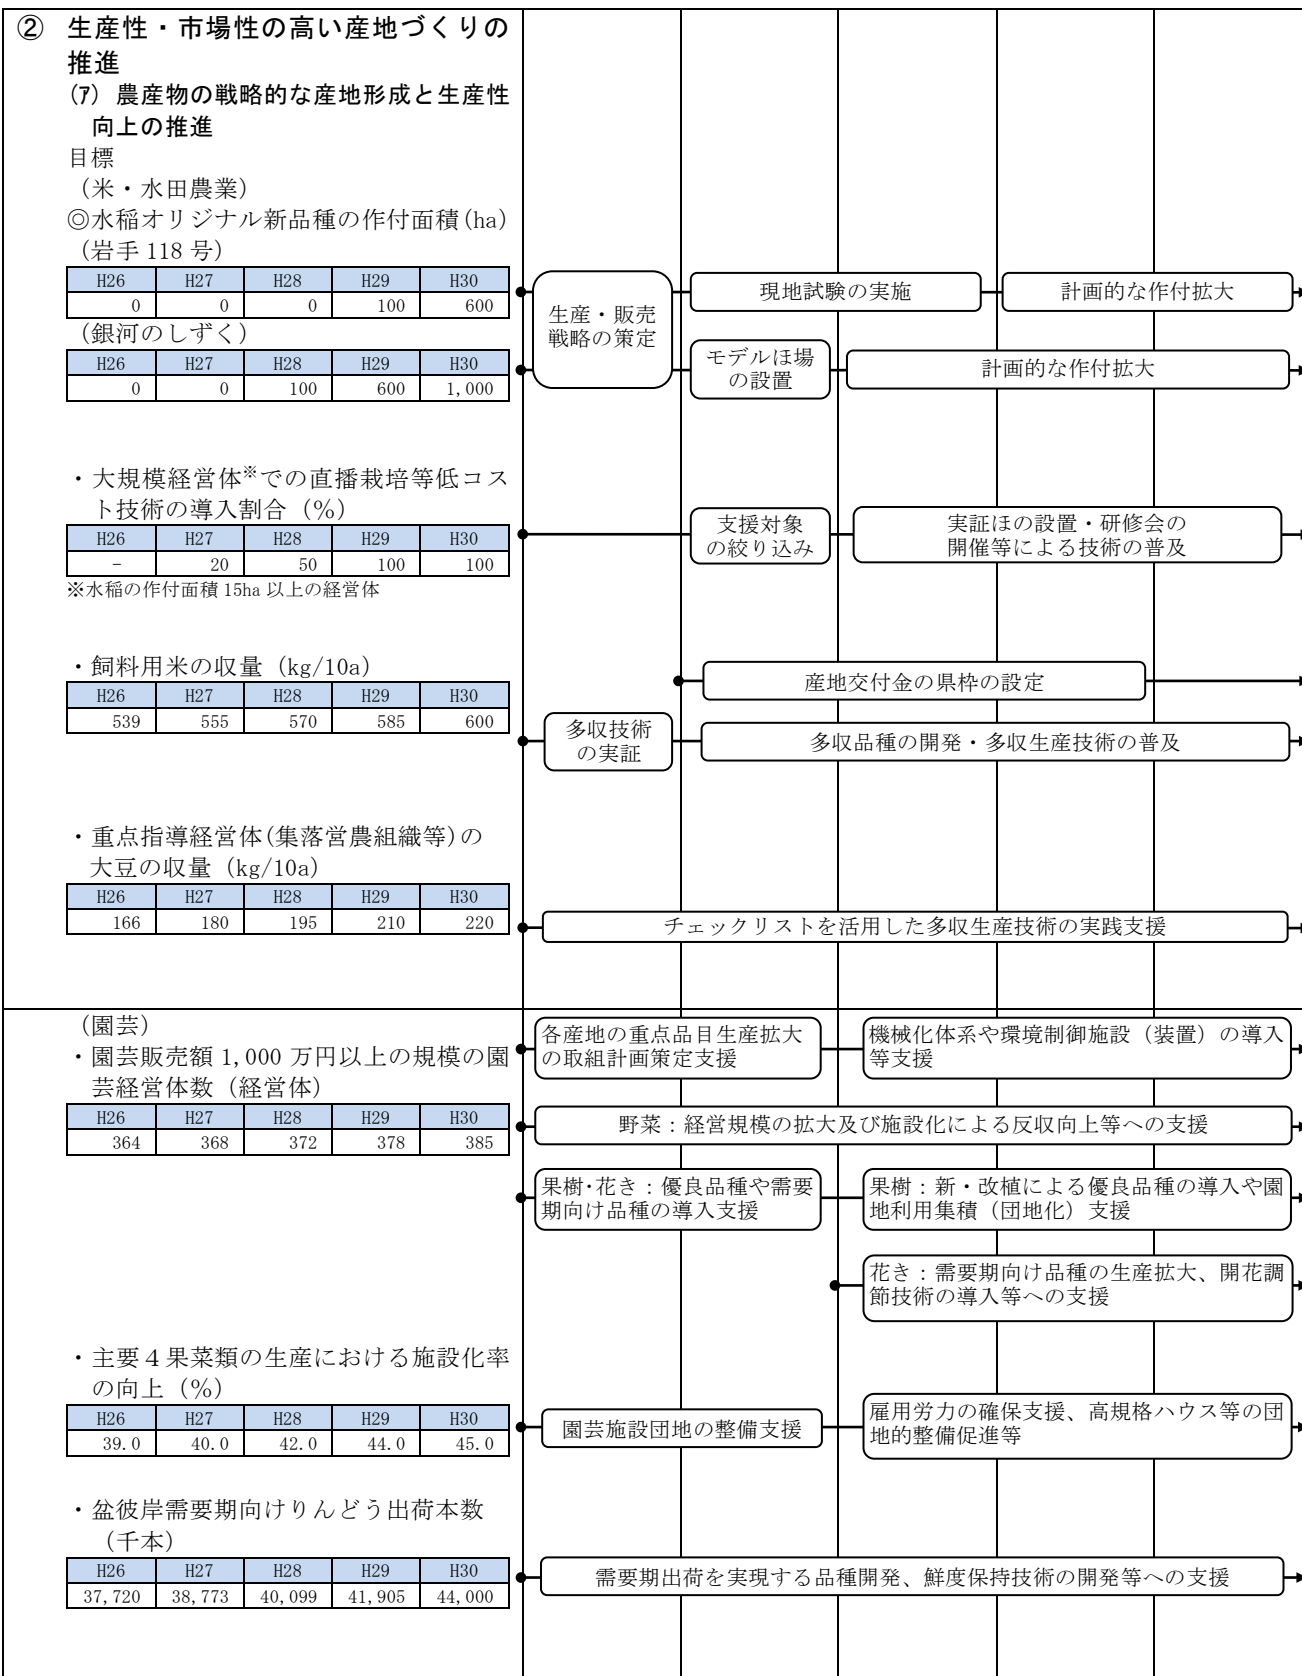 ② 生産性・市場性の高い産地づくりの
推進
(ｱ) 農産物の戦略的な産地形成と生産性
向上の推進
目標
（米・水田農業）
◎水稲オリジナル新品種の作付面積(ha)
（岩手118号）
H26 H27 H28 H29 H30
0 0 0 100 600
（銀河のしずく）
H26 H27 H28 H29 H30
0 0 100 600 1,000
生産・販売
戦略の策定
現地試験の実施
計画的な作付拡大
モデルほ場
の設置
計画的な作付拡大
・大規模経営体※での直播栽培等低コス
ト技術の導入割合（%）
H26 H27 H28 H29 H30
- 20 50 100 100
※水稲の作付面積15ha以上の経営体
支援対象
の絞り込み
実証ほの設置・研修会の
開催等による技術の普及
・飼料用米の収量（kg/10a）
H26 H27 H28 H29 H30
539 555 570 585 600
産地交付金の県枠の設定
多収技術
の実証
多収品種の開発・多収生産技術の普及
・重点指導経営体(集落営農組織等)の
大豆の収量（kg/10a）
H26 H27 H28 H29 H30
166 180 195 210 220
チェックリストを活用した多収生産技術の実践支援
（園芸）
・園芸販売額1,000万円以上の規模の園
芸経営体数（経営体）
H26 H27 H28 H29 H30
364 368 372 378 385
各産地の重点品目生産拡大
の取組計画策定支援
機械化体系や環境制御施設（装置）の導入
等支援
野菜：経営規模の拡大及び施設化による反収向上等への支援
果樹･花き：優良品種や需要
期向け品種の導入支援
果樹：新・改植による優良品種の導入や園
地利用集積（団地化）支援
花き：需要期向け品種の生産拡大、開花調
節技術の導入等への支援
・主要４果菜類の生産における施設化率
の向上（%）
H26 H27 H28 H29 H30
39.0 40.0 42.0 44.0 45.0
園芸施設団地の整備支援
雇用労力の確保支援、高規格ハウス等の団
地的整備促進等
・盆彼岸需要期向けりんどう出荷本数
（千本）
H26 H27 H28 H29 H30
37,720 38,773 40,099 41,905 44,000
需要期出荷を実現する品種開発、鮮度保持技術の開発等への支援